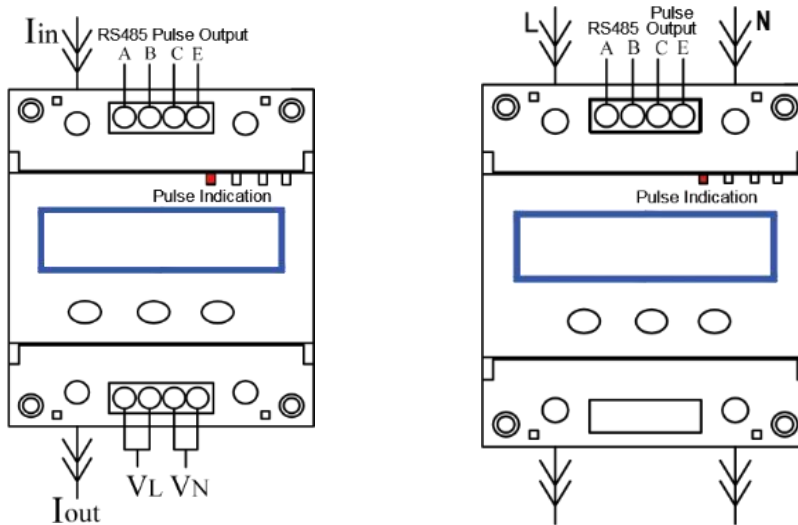 Iin
RS485 Pulse Output
A B C E
Pulse Indication
VL VN
Iout
L
Pulse
RS485 Output
N
A B C E
Pulse Indication